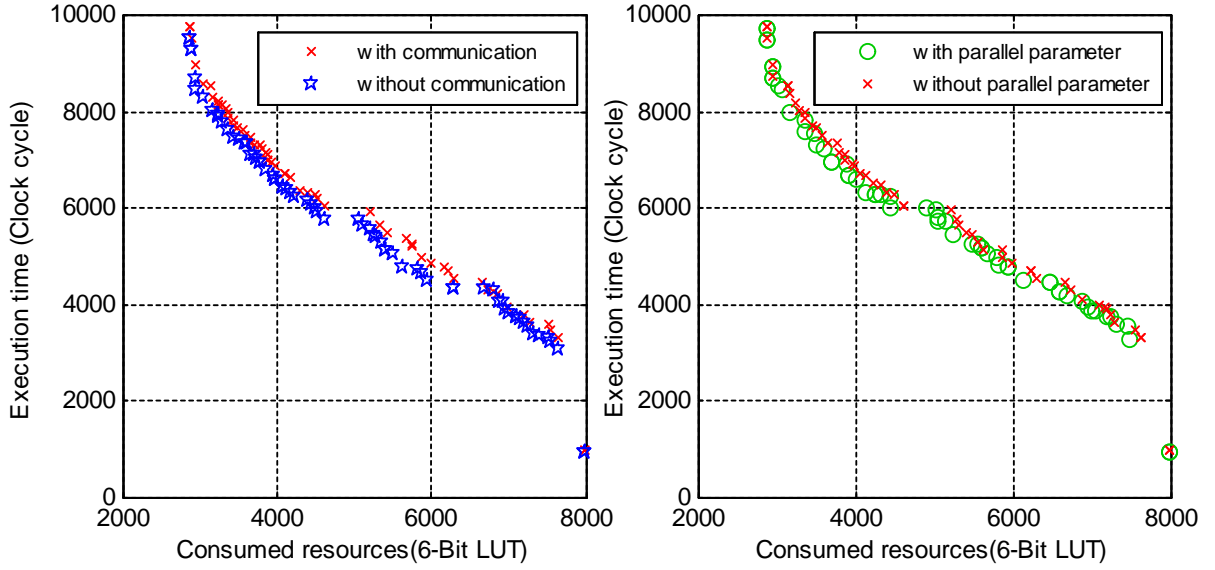 10000
8000
6000
4000
2000
0
2000
4000
6000
8000
Execution time (Clock cycle)
Consumed resources(6-Bit LUT)
with communication
without communication
10000
8000
6000
4000
2000
0
2000
4000
6000
8000
Execution time (Clock cycle)
Consumed resources(6-Bit LUT)
with parallel parameter
without parallel parameter